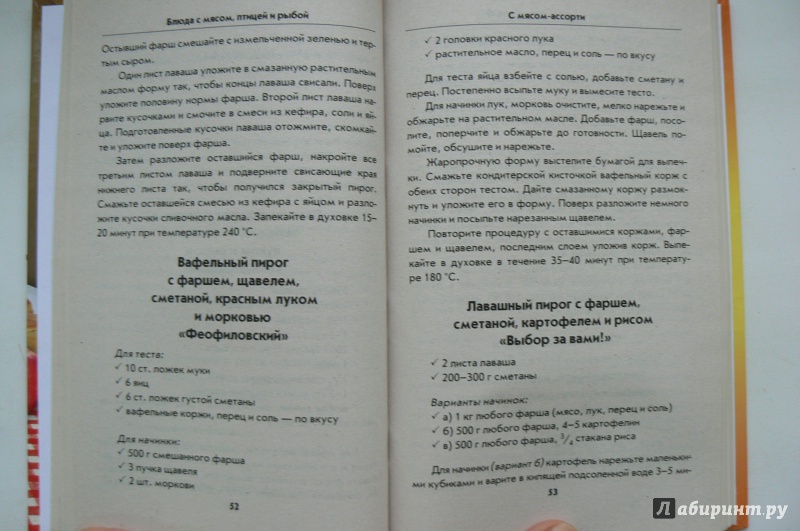 Блюда с мясом, птицей и рыбой
Остывший фарш смешайте с измельченной зеленью и тер-
тым сыром.
Один лист лаваша уложите в смазанную растительным
маслом форму так, чтобы концы лаваша свисали. Поверх
уложите половину нормы фарша. Второй лист лаваша на-
рвите кусочками и смочите в смеси из кефира, соли и яй-
ца. Подготовленные кусочки лаваша отожмите, скомкай-
те и уложите поверх фарша.
Затем разложите оставшийся фарш, накройте все
третьим листом лаваша и подверните свисающие края
нижнего листа так, чтобы получился закрытый пирог.
Смажьте оставшейся смесью из кефира с яйцом и разло-
жите кусочки сливочного масла. Запекайте в духовке 15–
20 минут при температуре 240 °С.
Вафельный пирог
с фаршем, щавелем,
сметаной, красным луком
и морковью
«Феофиловский»
Для теста:
✓ 10 ст. ложек муки
✓ 6 яиц
✓ 6 ст. ложек густой сметаны
✓ вафельные коржи, перец и соль — по вкусу
Для начинки:
✓ 500 г смешанного фарша
✓ 3 пучка щавеля
✓ 2 шт. моркови
52
С мясом-ассорти
✓ 2 головки красного лука
✓ растительное масло, перец и соль — по вкусу
Для теста яйца взбейте с солью, добавьте сметану и
перец. Постепенно всыпьте муку и вымесите тесто.
Для начинки лук, морковь очистите, мелко нарежьте и
обжарьте на растительном масле. Добавьте фарш, посо-
лите, поперчите и обжарьте до готовности. Щавель по-
мойте, обсушите и нарежьте.
Жаропрочную форму выстелите бумагой для выпеч-
ки. Смажьте кондитерской кисточкой вафельный корж с
обеих сторон тестом. Дайте смазанному коржу размок-
нуть и уложите его в форму. Поверх разложите немного
начинки и посыпьте нарезанным щавелем.
Повторите процедуру с оставшимися коржами, фар-
шем и щавелем, последним слоем уложив корж. Выпе-
кайте в духовке в течение 35–40 минут при температу-
ре 180 °С.
Лавашный пирог с фаршем,
сметаной, картофелем и рисом
«Выбор за вами!»
✓ 2 листа лаваша
✓ 200–300 г сметаны
Варианты начинок:
✓ а) 1 кг любого фарша (мясо, лук, перец и соль)
✓ б) 500 г любого фарша, 4–5 картофелин
✓ в) 500 г любого фарша, 3/4 стакана риса
Для начинки (вариант б) картофель нарежьте маленьки-
ми кубиками и варите в кипящей подсоленной воде 3–5 ми-
53
Лабиринт.ру